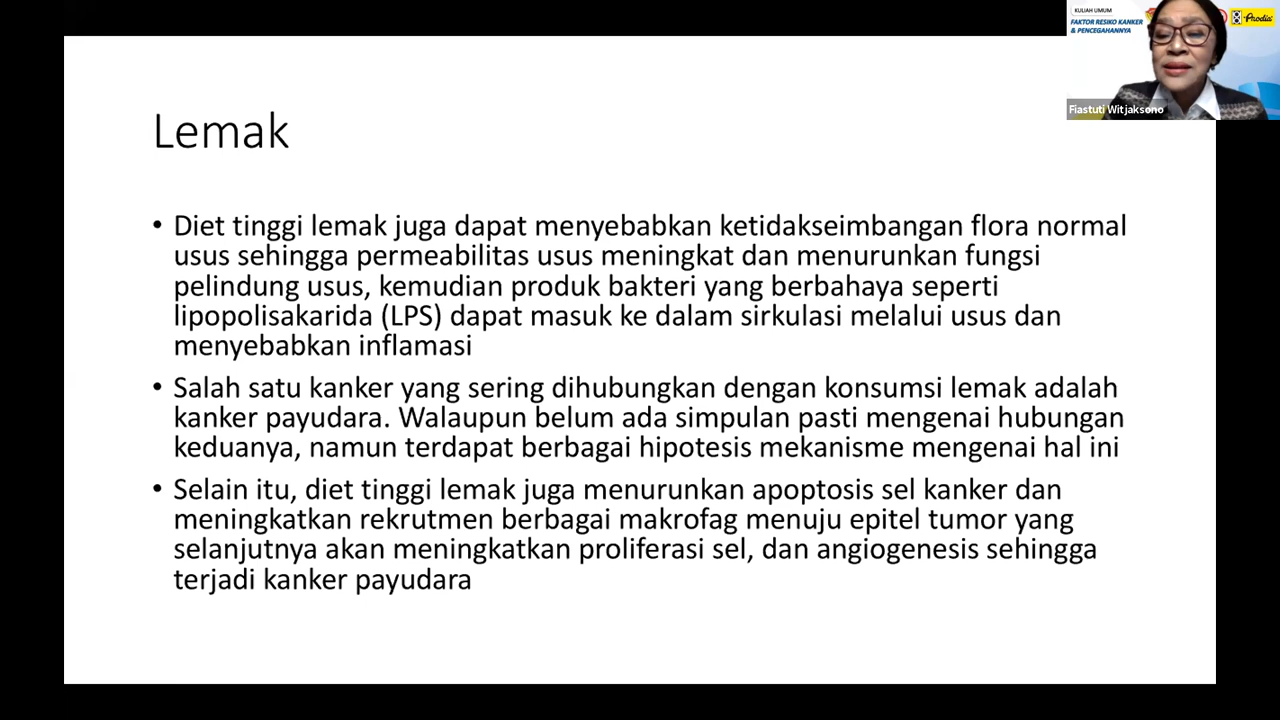 KULIAH UMUM
FAKTOR RESIKO KANKER
& PENCEGAHANNYA
Prodia
Fiastuti Witjaksono
Lemak
• Diet tinggi lemak juga dapat menyebabkan ketidakseimbangan flora normal
usus sehingga permeabilitas usus meningkat dan menurunkan fungsi
pelindung usus, kemudian produk bakteri yang berbahaya seperti
lipopolisakarida (LPS) dapat masuk ke dalam sirkulasi melalui usus dan
menyebabkan inflamasi
• Salah satu kanker yang sering dihubungkan dengan konsumsi lemak adalah
kanker payudara. Walaupun belum ada simpulan pasti mengenai hubungan
keduanya, namun terdapat berbagai hipotesis mekanisme mengenai hal ini
• Selain itu, diet tinggi lemak juga menurunkan apoptosis sel kanker dan
meningkatkan rekrutmen berbagai makrofag menuju epitel tumor yang
selanjutnya akan meningkatkan proliferasi sel, dan angiogenesis sehingga
terjadi kanker payudara